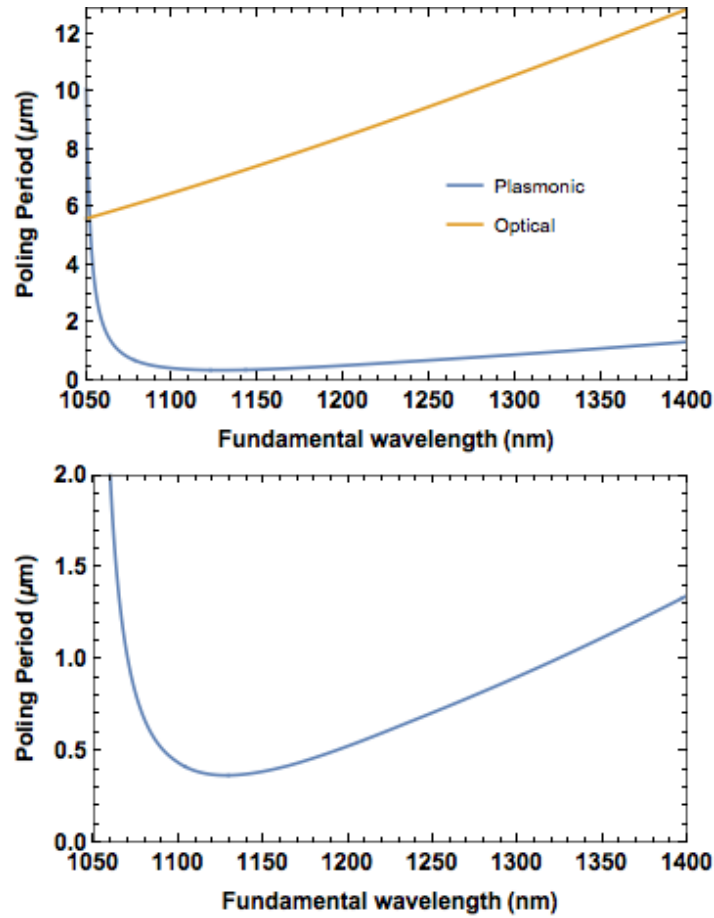 Poling Period (μm)
12
10
8
6
4
2
0
Plasmonic
Optical
1050 1100 1150 1200 1250 1300 1350 1400
Fundamental wavelength (nm)
Poling Period (μm)
2.0
1.5
1.0
0.5
0.0
1050 1100 1150 1200 1250 1300 1350 1400
Fundamental wavelength (nm)